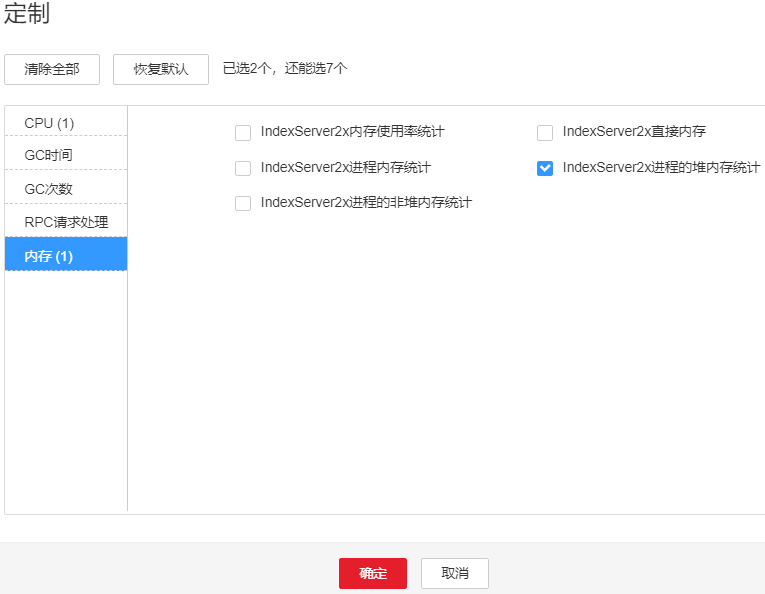 定制
清除全部 恢复默认 已选2个，还能选7个
CPU (1)
GC时间
GC次数
RPC请求处理
内存 (1)
IndexServer2x内存使用率统计 IndexServer2x直接内存
IndexServer2x进程内存统计 IndexServer2x进程的堆内存统计
IndexServer2x进程的非堆内存统计
确定 取消